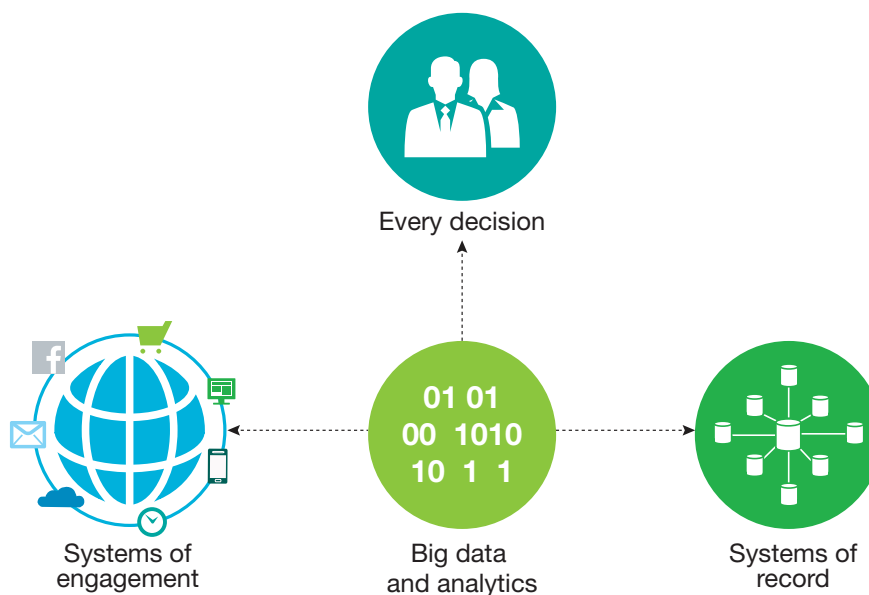 Every decision
01 01
00 1010
10 1 1
f
Systems of
engagement
Big data
and analytics
Systems of
record